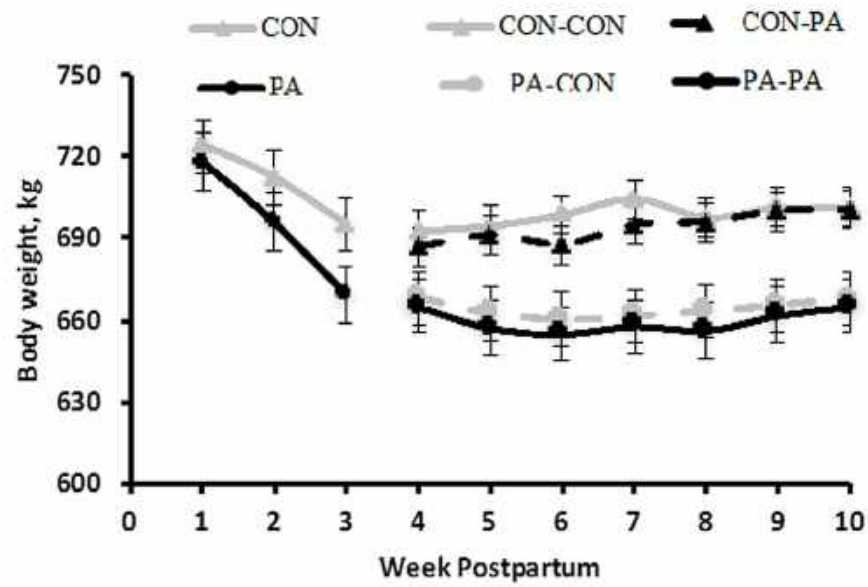 CON CON-CON CON-PA
PA PA-CON PA-PA
750
720
690
660
630
600
0 1 2 3 4 5 6 7 8 9 10
Body weight, kg
Week Postpartum